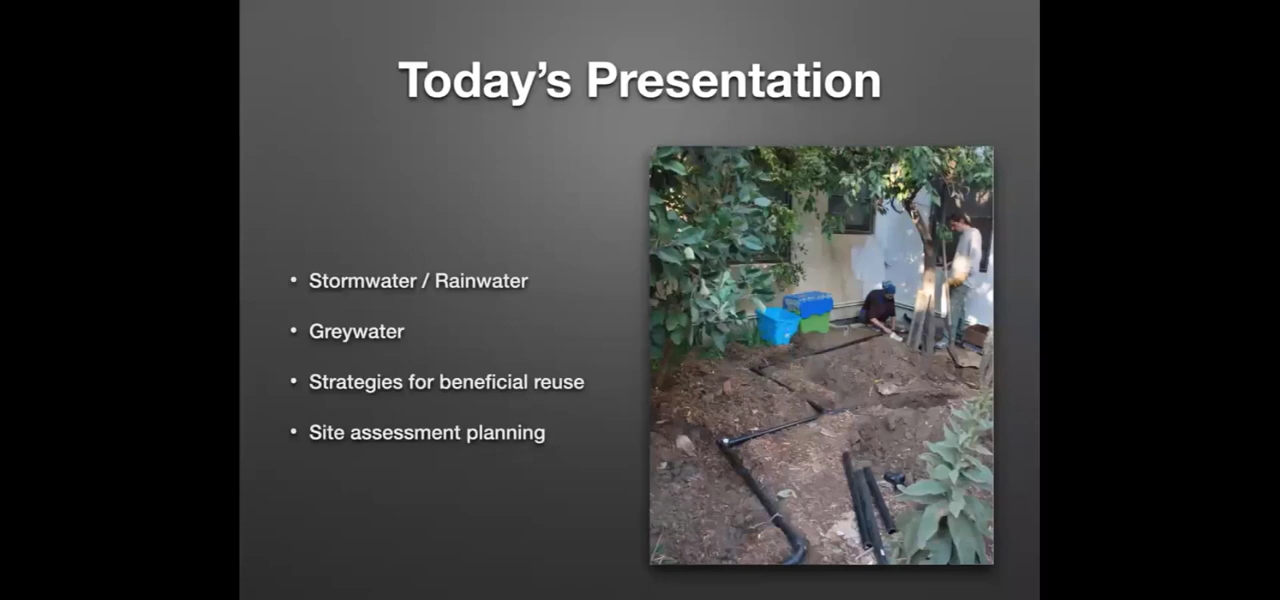 Today's Presentation
• Stormwater / Rainwater
• Greywater
• Strategies for beneficial reuse
• Site assessment planning